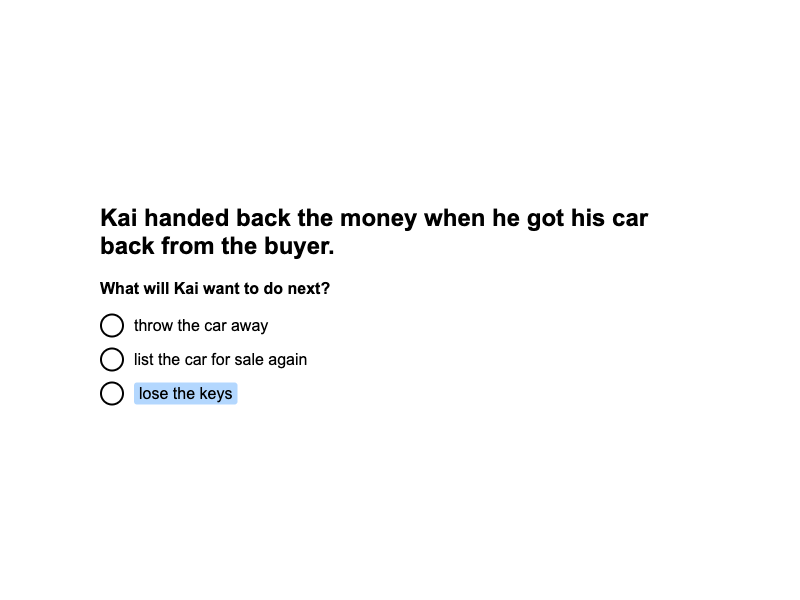 Kai handed back the money when he got his car
back from the buyer.
What will Kai want to do next?
throw the car away
list the car for sale again
lose the keys